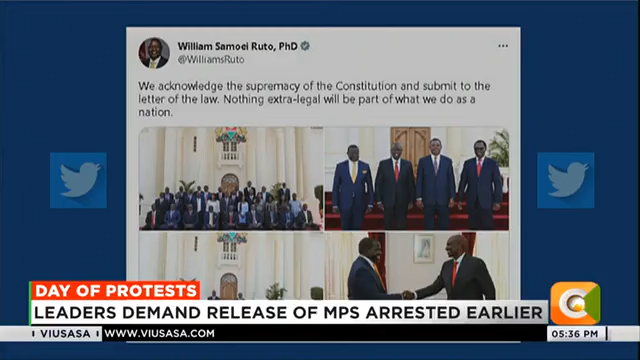 William Samoei Ruto, PhD
@WilliamsRuto
We acknowledge the supremacy of the Constitution and submit to the
letter of the law. Nothing extra-legal will be part of what we do as a
nation.
DAY OF PROTESTS
LEADERS DEMAND RELEASE OF MPS ARRESTED EARLIER
VIUSASA
WWW.VIUSASA.COM
05:36 PM